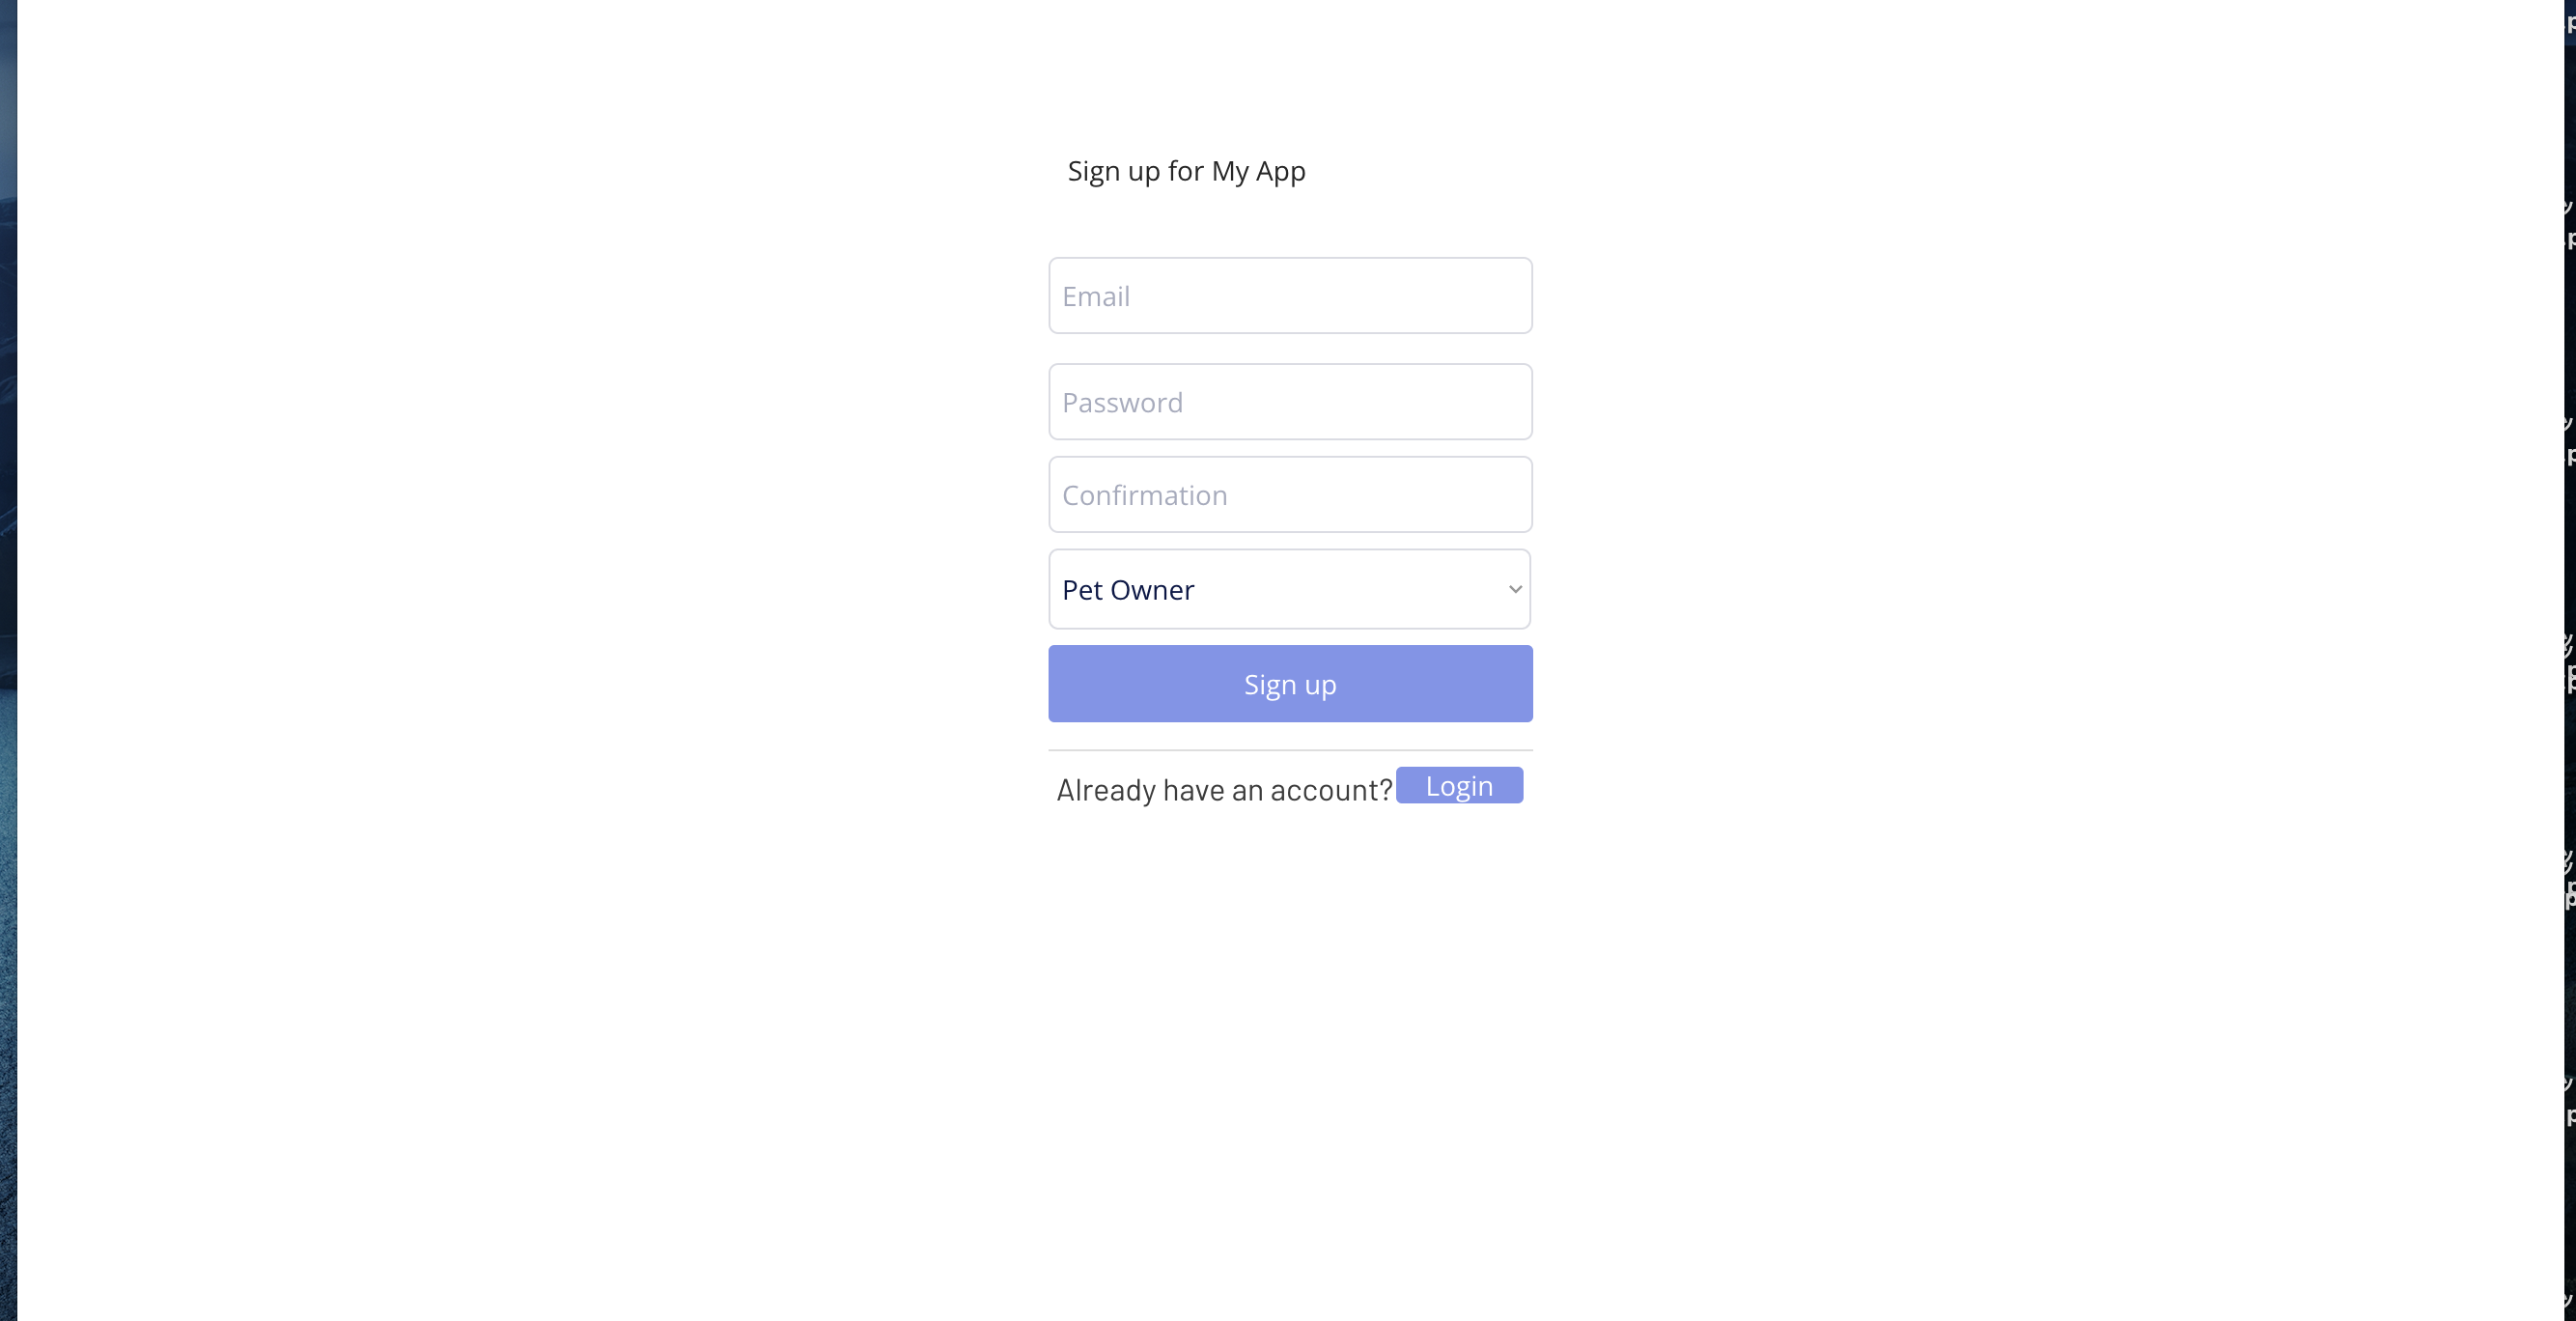 Sign up for My App
Email
Password
Confirmation
Pet Owner
Sign up
Already have an account? Login